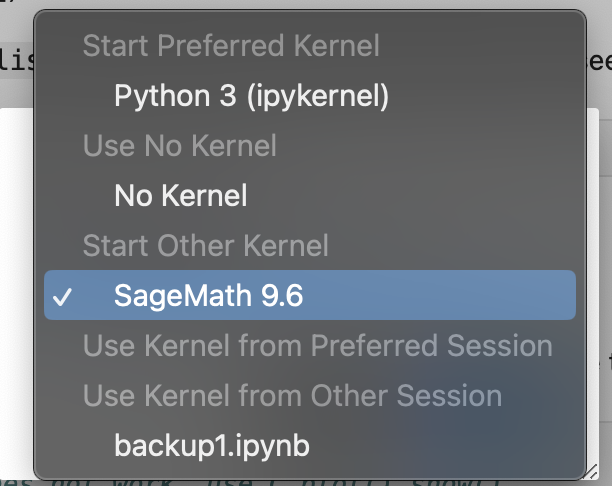 Start Preferred Kernel
Python 3 (ipykernel)
Use No Kernel
No Kernel
Start Other Kernel
✓ SageMath 9.6
Use Kernel from Preferred Session
Use Kernel from Other Session
backup1.ipynb